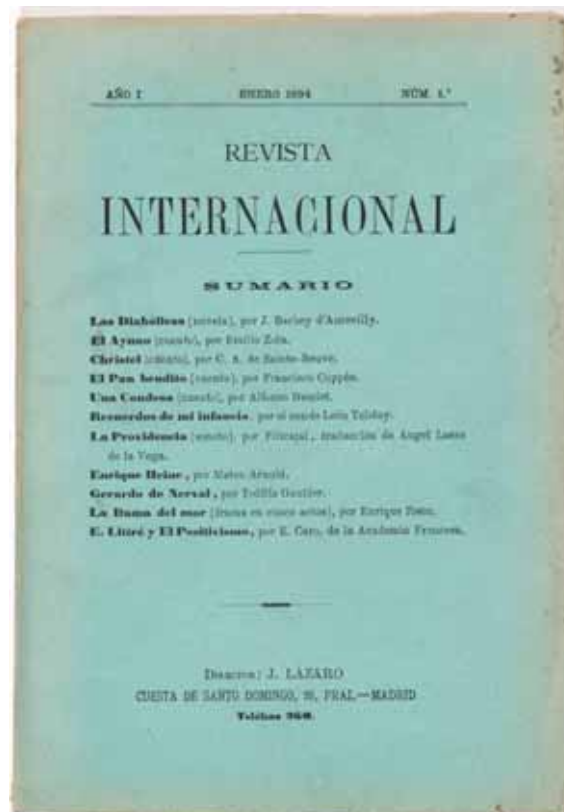 AÑO I ENERO 1894 NÚM. 1.º
REVISTA
INTERNACIONAL
SUMARIO
Las Diabólicas (novela), por J. Barbey d'Aurevilly.
El Ayuno (cuento), por Emilio Zola.
Christel (cuento), por C. A. de Sainte-Beuve.
El Pan bendito (cuento), por Francisco Coppée.
Una Condesa (cuento), por Alfonso Daudet.
Recuerdos de mi infancia, por el conde León Tolstoy.
La Providencia (cuento), por traducción de Angel Lasso
de la Vega.
Enrique Heine, por Mateo Arnold.
Gerardo de Nerval, por Teófilo Gautier.
La Dama del mar (drama en cinco actos), por Enrique Ibsen.
E. Littré y El Positivismo, por E. Caro, de la Academia Francesa.
Director: J. LÁZARO
CUESTA DE SANTO DOMINGO, PRAL.—MADRID
Teléfono